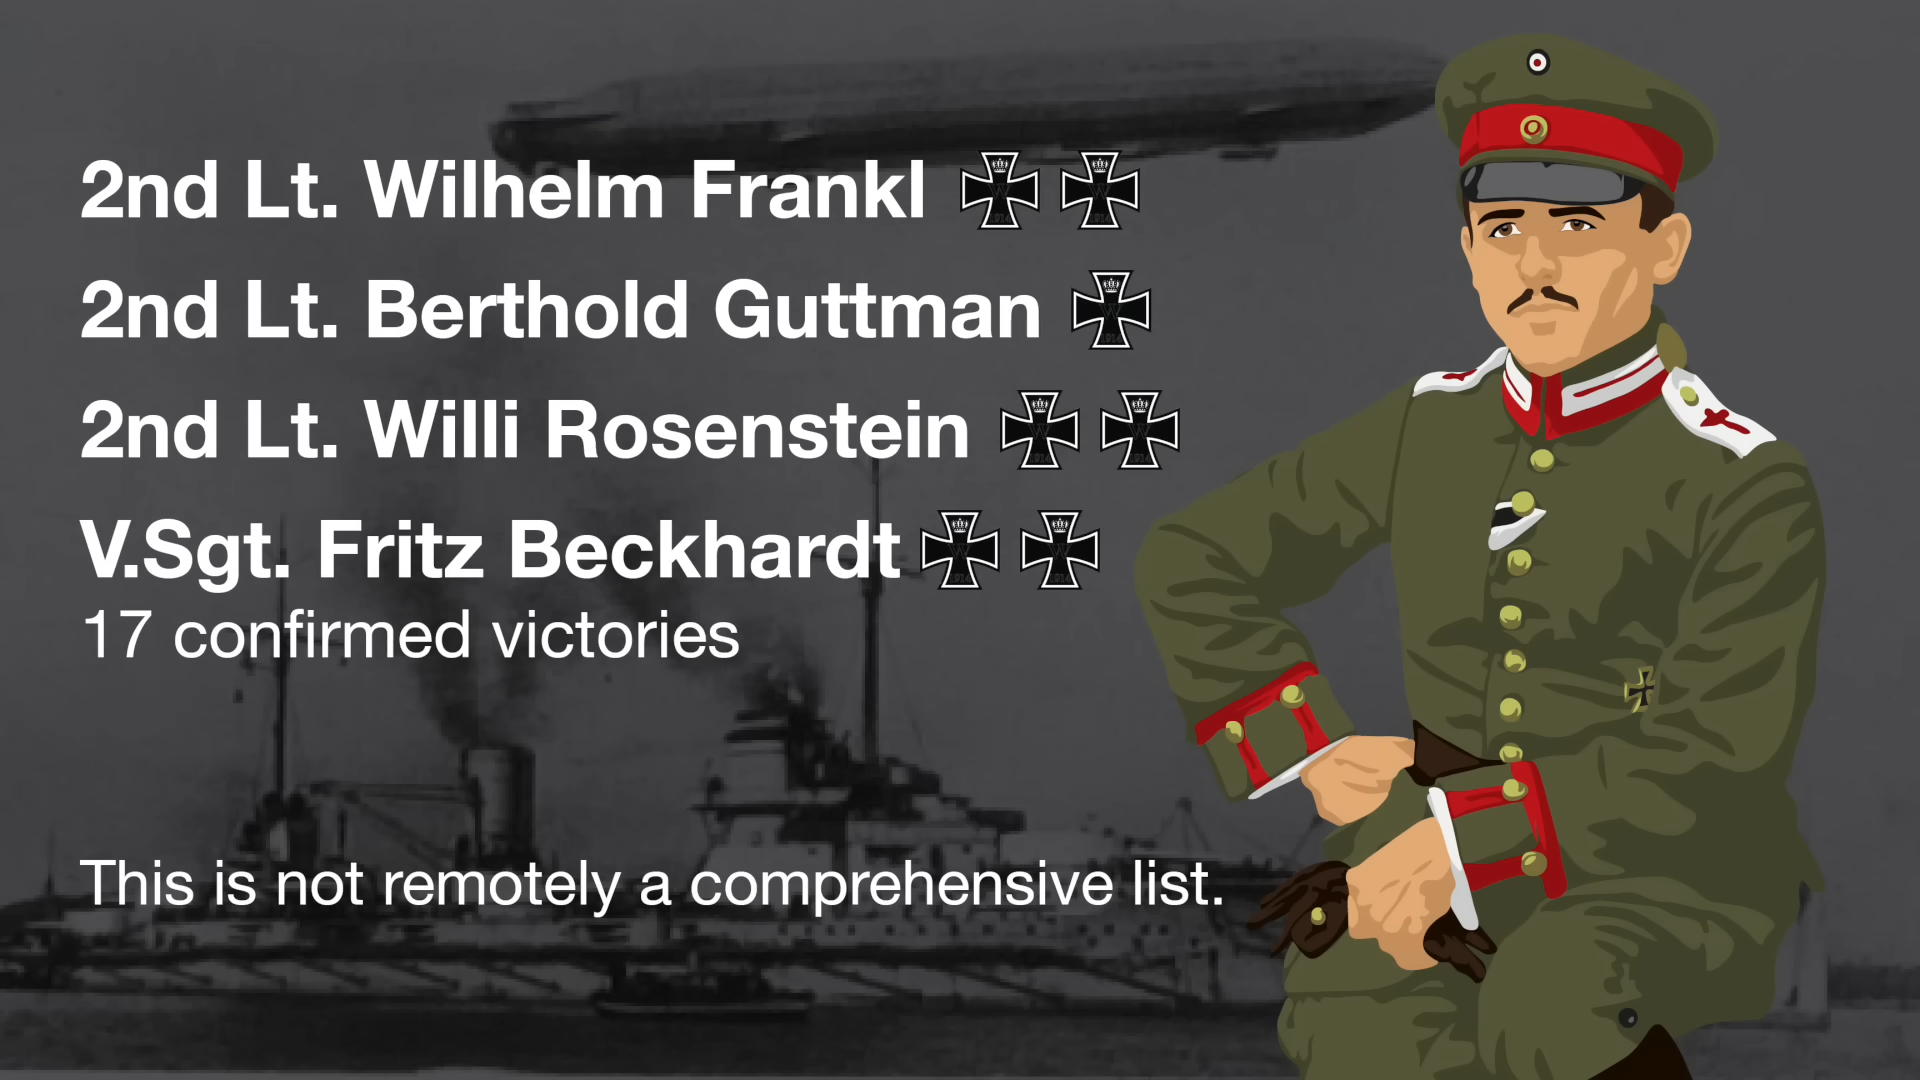 2nd Lt. Wilhelm Frankl
2nd Lt. Berthold Guttman
2nd Lt. Willi Rosenstein
V.Sgt. Fritz Beckhardt
17 confirmed victories
This is not remotely a comprehensive list.